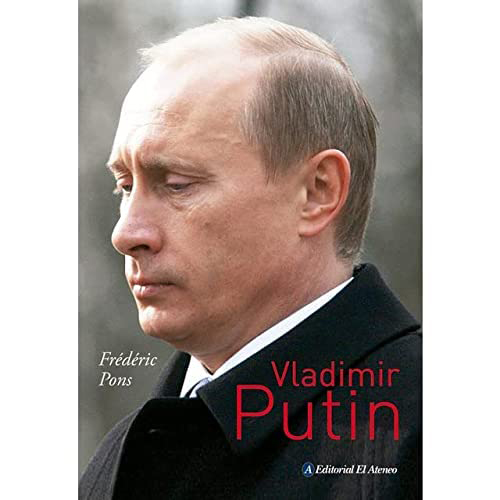 Frédéric
Pons
Vladimir
Putin
A Editorial El Ateneo